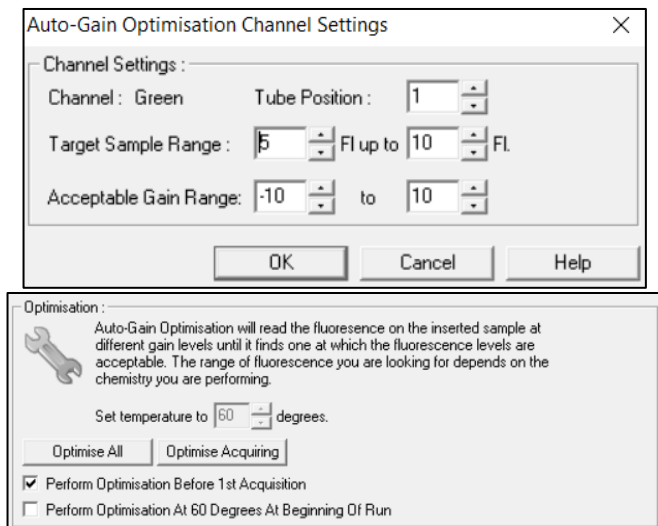 Auto-Gain Optimisation Channel Settings
Channel Settings :
Channel : Green Tube Position : 1
Target Sample Range : 5 Fl up to 10 Fl.
Acceptable Gain Range: -10 to 10
OK Cancel Help
Optimisation :
Auto-Gain Optimisation will read the fluoresence on the inserted sample at
different gain levels until it finds one at which the fluorescence levels are
acceptable. The range of fluorescence you are looking for depends on the
chemistry you are performing.
Set temperature to 60 degrees.
Optimise All Optimise Acquiring
Perform Optimisation Before 1st Acquisition
Perform Optimisation At 60 Degrees At Beginning Of Run